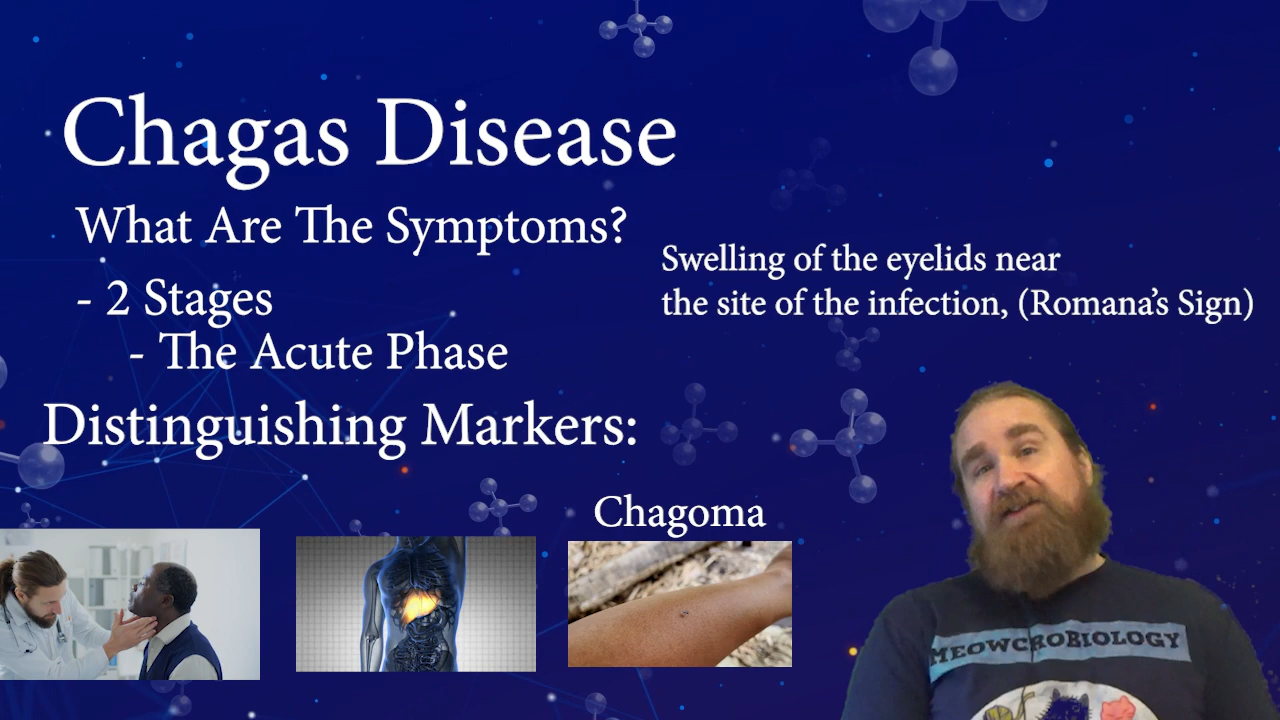 Chagas Disease
What Are The Symptoms?
- 2 Stages
- The Acute Phase
Swelling of the eyelids near
the site of the infection, (Romana’s Sign)
Distinguishing Markers:
Chagoma
MEOWCROBIOLOGY